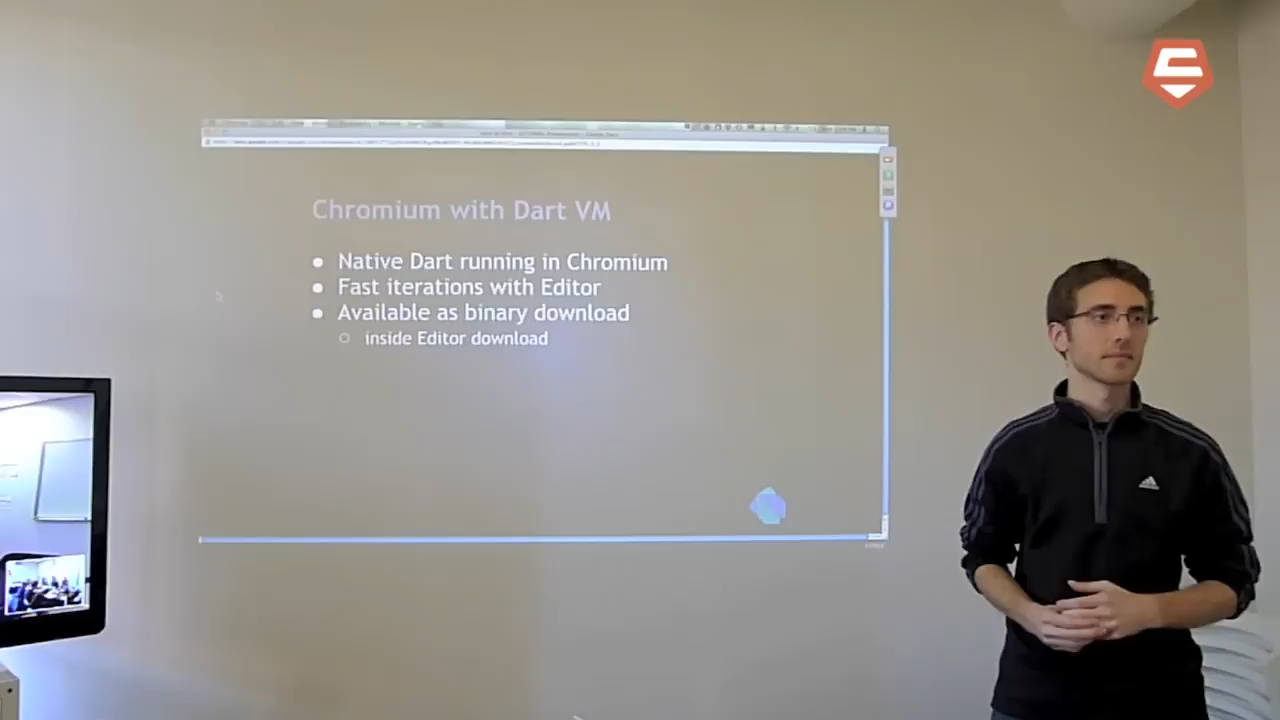 Chromium with Dart VM
Native Dart running in Chromium
Fast iterations with Editor
Available as binary download
inside Editor download